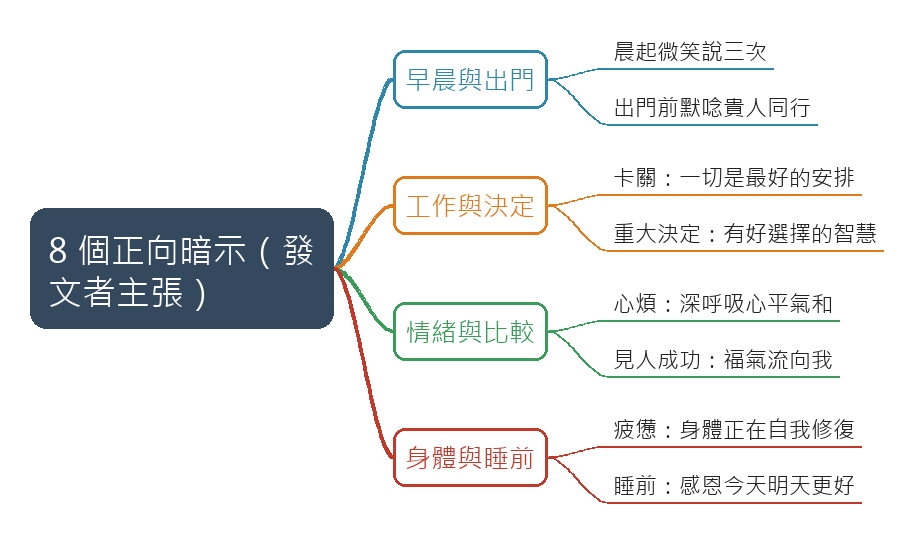 8 個正向暗示（發
文者主張）
早晨與出門
晨起微笑說三次
出門前默唸貴人同行
工作與決定
卡關：一切是最好的安排
重大決定：有好選擇的智慧
情緒與比較
心煩：深呼吸心平氣和
見人成功：福氣流向我
身體與睡前
疲憊：身體正在自我修復
睡前：感恩今天明天更好